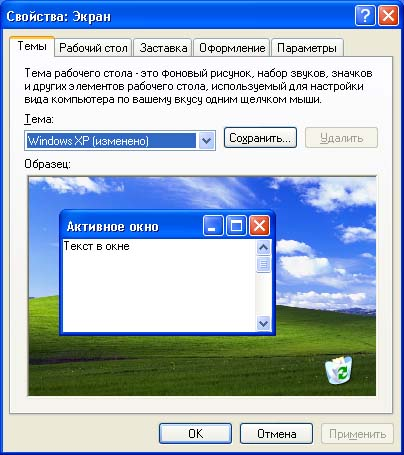 Свойства: Экран
Темы Рабочий стол Заставка Оформление Параметры
Тема рабочего стола - это фоновый рисунок, набор звуков, значков
и других элементов рабочего стола, используемый для настройки
вида компьютера по вашему вкусу одним щелчком мыши.
Тема:
Windows XP (изменено) Сохранить... Удалить
Образец:
Активное окно
Текст в окне
OK Отмена Применить